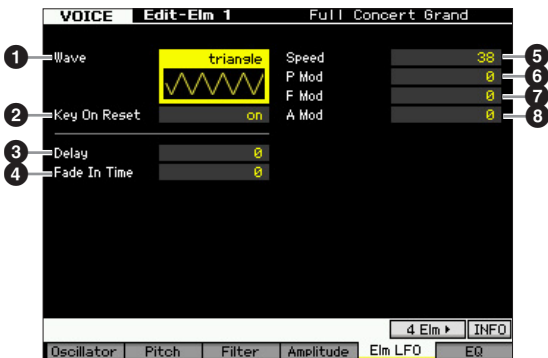 VOICE Edit-Elm 1 Full Concert Grand
1 Wave triangle
2 Key On Reset on
3 Delay 0
4 Fade In Time 0
Speed 38 5
P Mod 0 6
F Mod 0 7
A Mod 0 8
4 Elm▶ INFO
Oscillator Pitch Filter Amplitude Elm LFO EQ